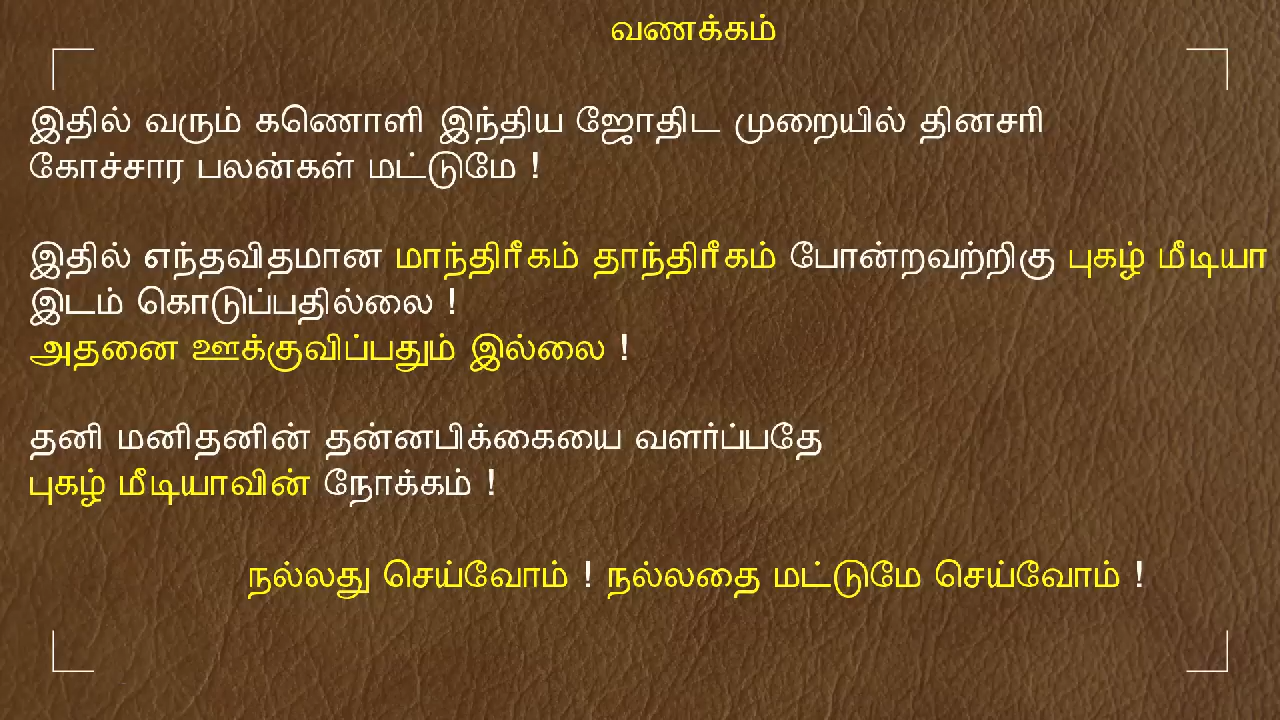 வணக்கம்
இதில் வரும் கணொளி இந்திய ஜோதிட முறையில் தினசரி
கோச்சார பலன்கள் மட்டுமே !
இதில் எந்தவிதமான மாந்திரீகம் தாந்திரீகம் போன்றவற்றிகு புகழ் மீடியா
இடம் கொடுப்பதில்லை !
அதனை ஊக்குவிப்பதும் இல்லை !
தனி மனிதனின் தன்னபிக்கையை வளர்ப்பதே
புகழ் மீடியாவின் நோக்கம் !
நல்லது செய்வோம் ! நல்லதை மட்டுமே செய்வோம் !